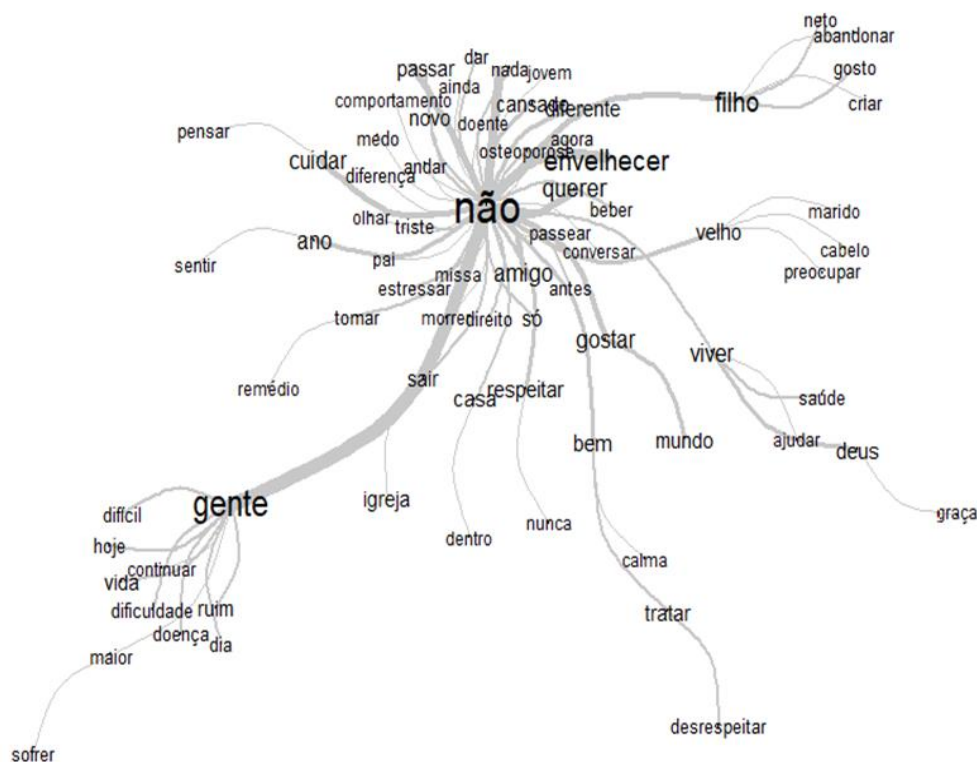 neto
abandonar
gosto
criar
filho
dar
passar
nada
jovem
ainda
comportamento
cansado
diferente
novo
doente
pensar
medo
agora
osteoporose
cuidar
andar
envelhecer
diferença
querer
não
beber
olhar
triste
marido
passear
velho
ano
conversar
cabelo
pai
sentir
missa
amigo
preocupar
estressar
antes
tomar
morrer
direito
só
gostar
viver
sair
remédio
casa
respeitar
saúde
bem
mundo
ajudar
deus
gente
igreja
difícil
graça
nunca
dentro
hoje
calma
continuar
vida
dificuldade
ruim
tratar
doença
dia
maior
desrespeitar
sofrer